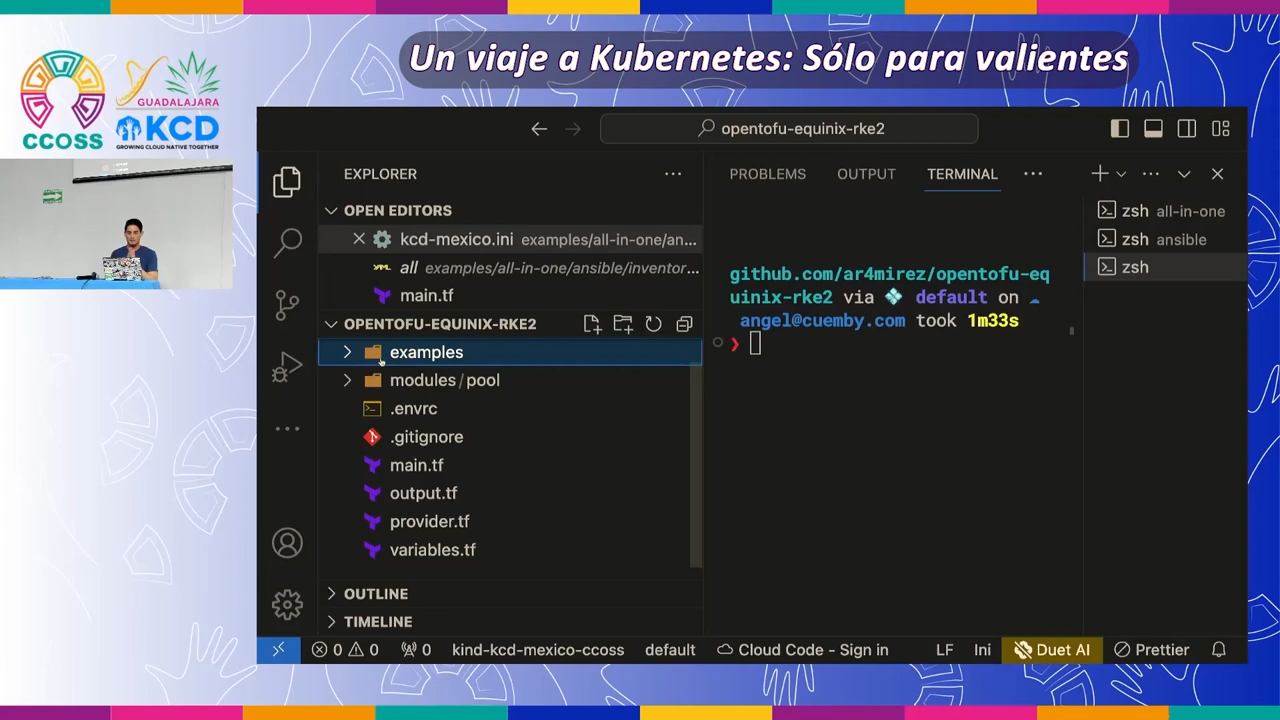 Un viaje a Kubernetes: Sólo para valientes
CCOSS
GUADALAJARA
KCD
GROWING CLOUD NATIVE TOGETHER
opentofu-equinix-rke2
EXPLORER
OPEN EDITORS
kcd-mexico.ini examples/all-in-one/an...
all examples/all-in-one/ansible/inventor...
main.tf
OPENTOFU-EQUINIX-RKE2
examples
modules / pool
.envrc
.gitignore
main.tf
output.tf
provider.tf
variables.tf
OUTLINE
TIMELINE
PROBLEMS OUTPUT TERMINAL
github.com/ar4mirez/opentofu-eq
uinix-rke2 via default on
angel@cuemby.com took 1m33s
❯
zsh all-in-one
zsh ansible
zsh
0 0 0 kind-kcd-mexico-ccoss default Cloud Code - Sign in LF Ini Duet AI Prettier